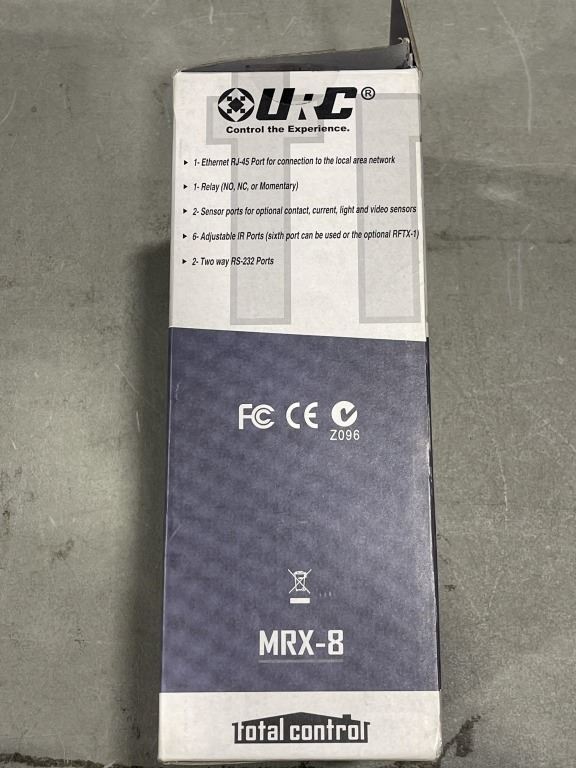 URC®
Control the Experience.
1- Ethernet RJ-45 Port for connection to the local area network
1- Relay (NO, NC, or Momentary)
2- Sensor ports for optional contact, current, light and video sensors
6- Adjustable IR Ports (sixth port can be used or the optional RFTX-1)
2- Two way RS-232 Ports
FC CE
Z096
MRX-8
total control